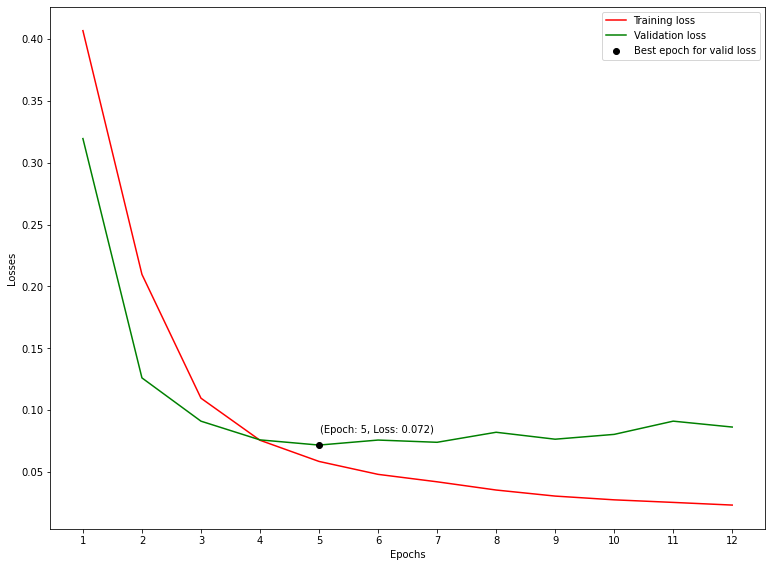 Training loss
Validation loss
Best epoch for valid loss
0.40
0.35
0.30
0.25
0.20
0.15
0.10
0.05
Losses
(Epoch: 5, Loss: 0.072)
1 2 3 4 5 6 7 8 9 10 11 12
Epochs